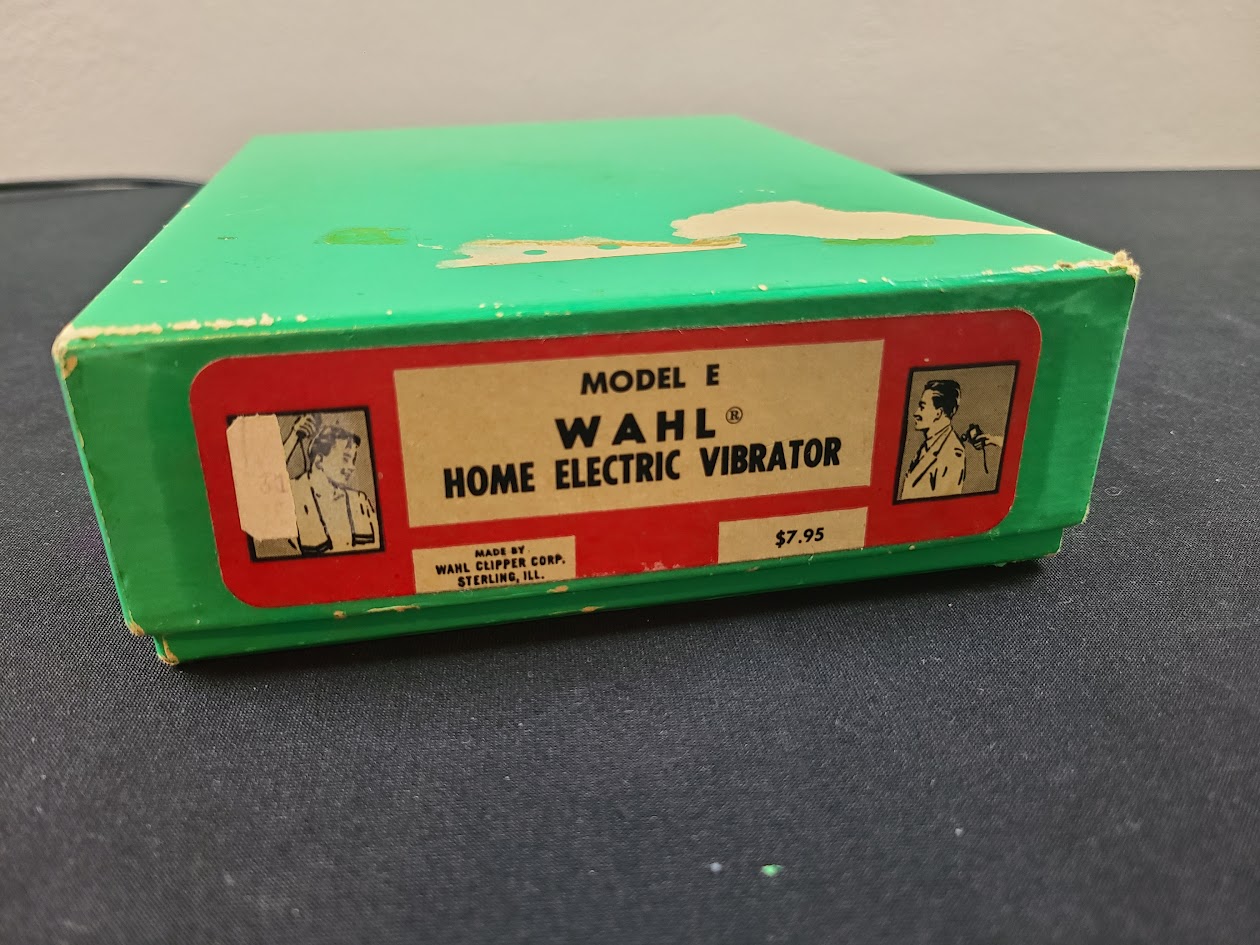 MODEL E
WAHL®
HOME ELECTRIC VIBRATOR
MADE BY
WAHL CLIPPER CORP.
STERLING, ILL.
$7.95